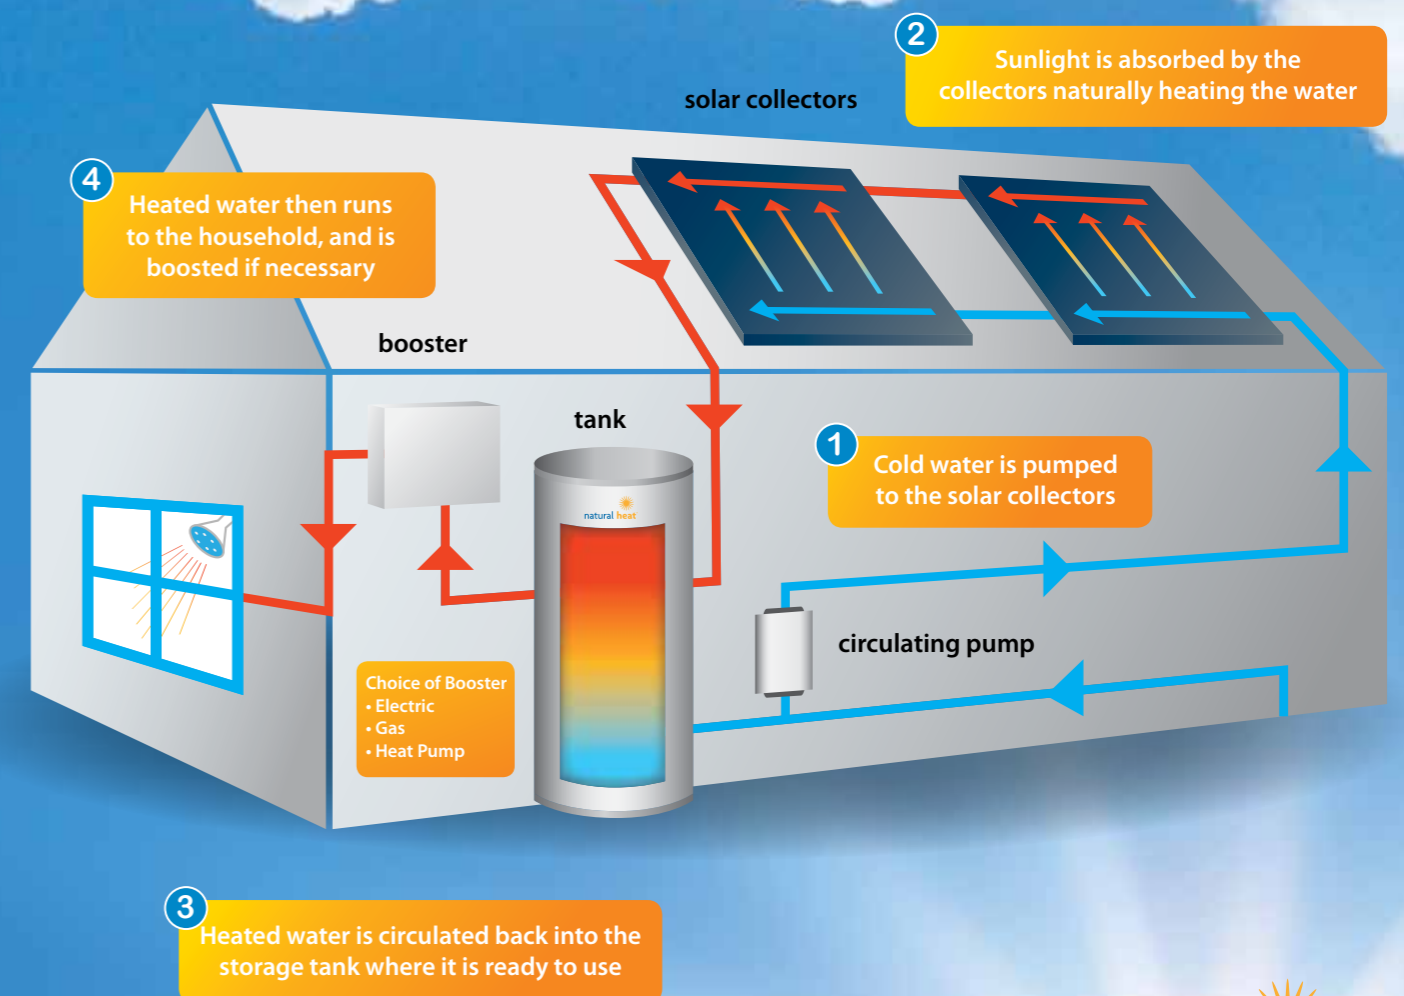 2
Sunlight is absorbed by the
collectors naturally heating the water
solar collectors
4
Heated water then runs
to the household, and is
boosted if necessary
booster
tank
1
Cold water is pumped
to the solar collectors
natural heat
circulating pump
Choice of Booster
• Electric
• Gas
• Heat Pump
3
Heated water is circulated back into the
storage tank where it is ready to use